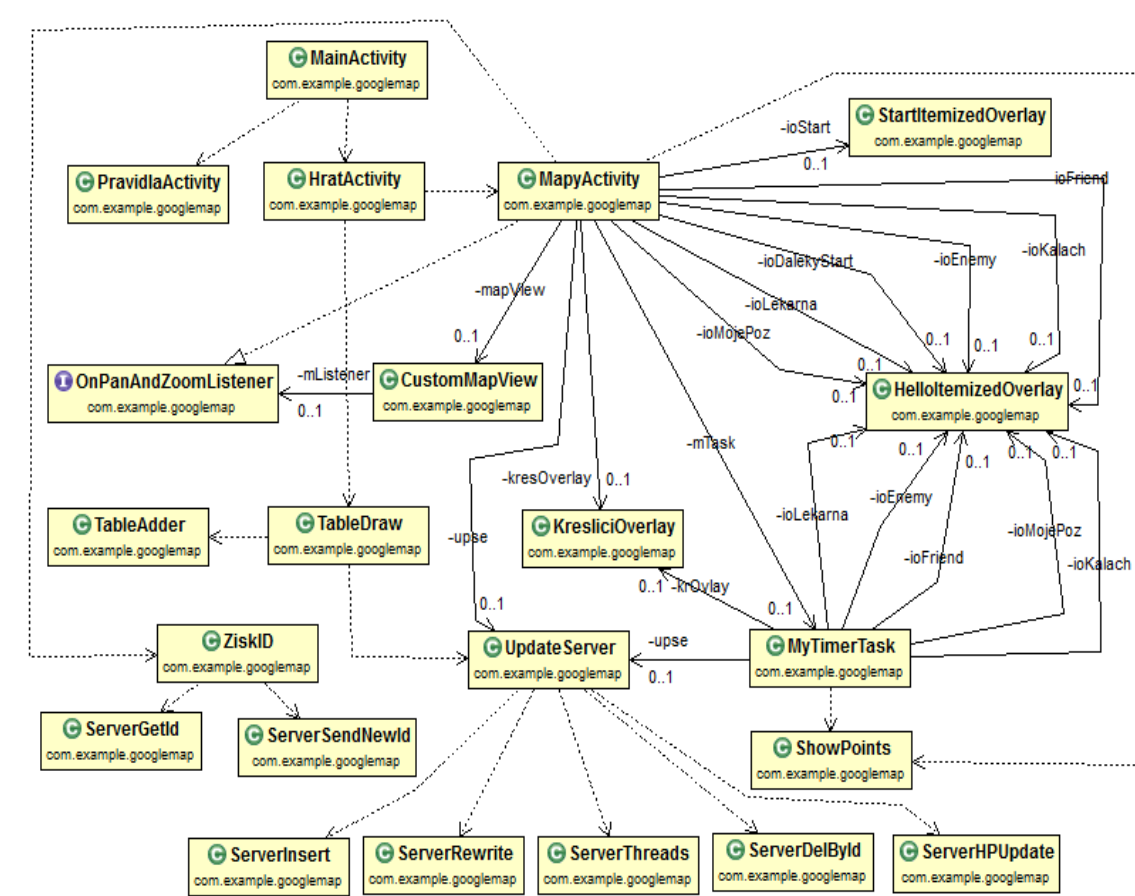 MainActivity
com.example.googlemap
StartItemizedOverlay
com.example.googlemap
-ioStart
0..1
PravidlaActivity
com.example.googlemap
HratActivity
com.example.googlemap
MapyActivity
com.example.googlemap
ioFriend
-ioKalach
-ioEnemy
-ioDalekyStart
-mapView
-ioLekarna
-ioMojePoz
0..1
0..1
0..1
0..1
0..1
0..1
0..1
OnPanAndZoomListener
com.example.googlemap
-mListener
0..1
CustomMapView
com.example.googlemap
HelloItemizedOverlay
com.example.googlemap
-mTask
0..1
0..1
0..1
0..1
0..1
-kresOverlay
0..1
-ioEnemy
-ioLekarna
-ioMojePoz
TableAdder
com.example.googlemap
TableDraw
com.example.googlemap
KresliciOverlay
com.example.googlemap
-upse
-ioFriend
-ioKalach
0..1
-krOvlay
0..1
0..1
ZiskID
com.example.googlemap
UpdateServer
com.example.googlemap
-upse
0..1
MyTimerTask
com.example.googlemap
ServerGetId
com.example.googlemap
ServerSendNewId
com.example.googlemap
ShowPoints
com.example.googlemap
ServerInsert
com.example.googlemap
ServerRewrite
com.example.googlemap
ServerThreads
com.example.googlemap
ServerDelById
com.example.googlemap
ServerHPUpdate
com.example.googlemap